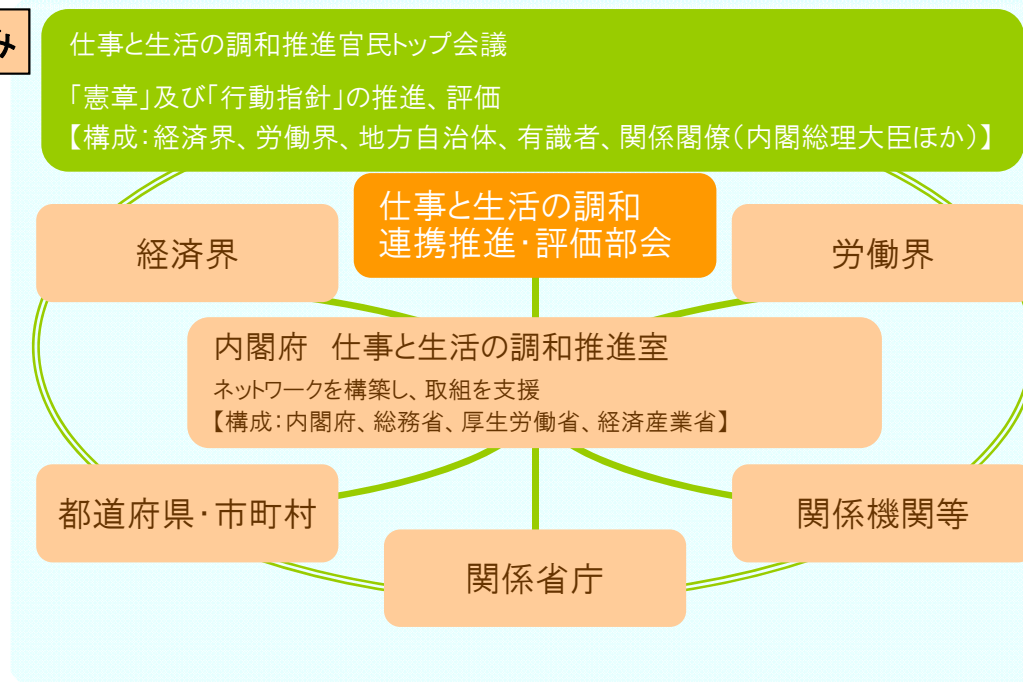 み
仕事と生活の調和推進官民トップ会議
「憲章」及び「行動指針」の推進、評価
【構成：経済界、労働界、地方自治体、有識者、関係閣僚（内閣総理大臣ほか）】
仕事と生活の調和
連携推進・評価部会
経済界
労働界
内閣府　仕事と生活の調和推進室
ネットワークを構築し、取組を支援
【構成：内閣府、総務省、厚生労働省、経済産業省】
都道府県・市町村
関係機関等
関係省庁